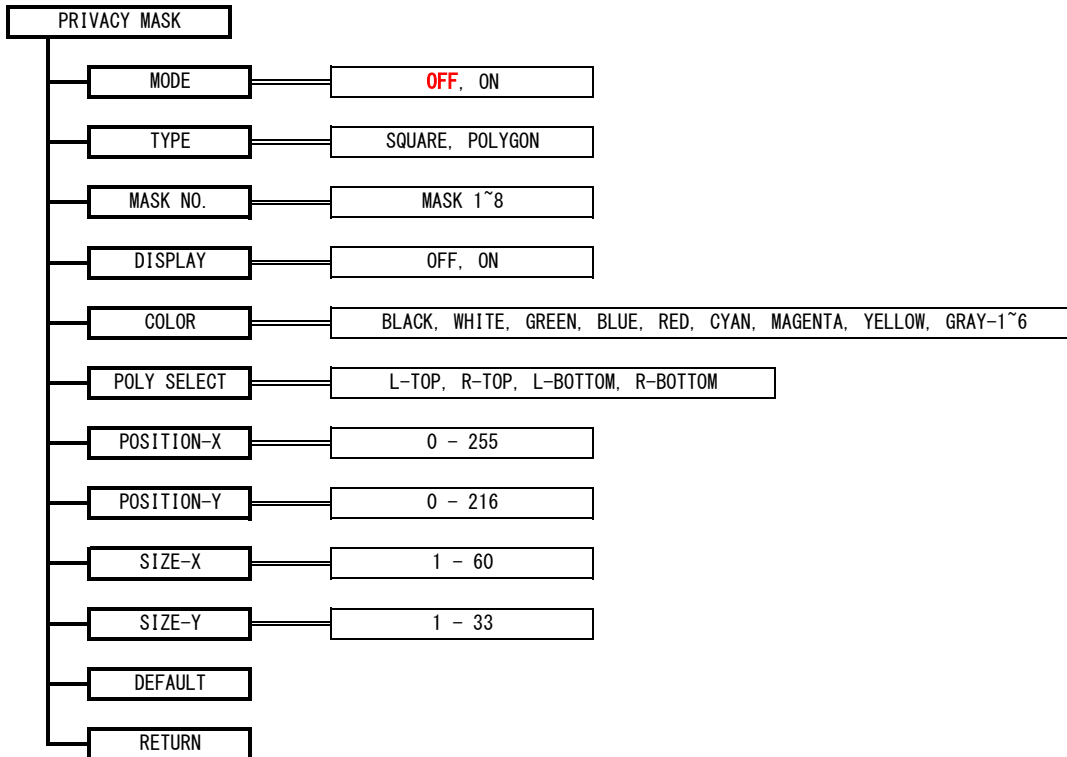 PRIVACY MASK
MODE OFF, ON
TYPE SQUARE, POLYGON
MASK NO. MASK 1~8
DISPLAY OFF, ON
COLOR BLACK, WHITE, GREEN, BLUE, RED, CYAN, MAGENTA, YELLOW, GRAY-1~6
POLY SELECT L-TOP, R-TOP, L-BOTTOM, R-BOTTOM
POSITION-X 0 - 255
POSITION-Y 0 - 216
SIZE-X 1 - 60
SIZE-Y 1 - 33
DEFAULT
RETURN